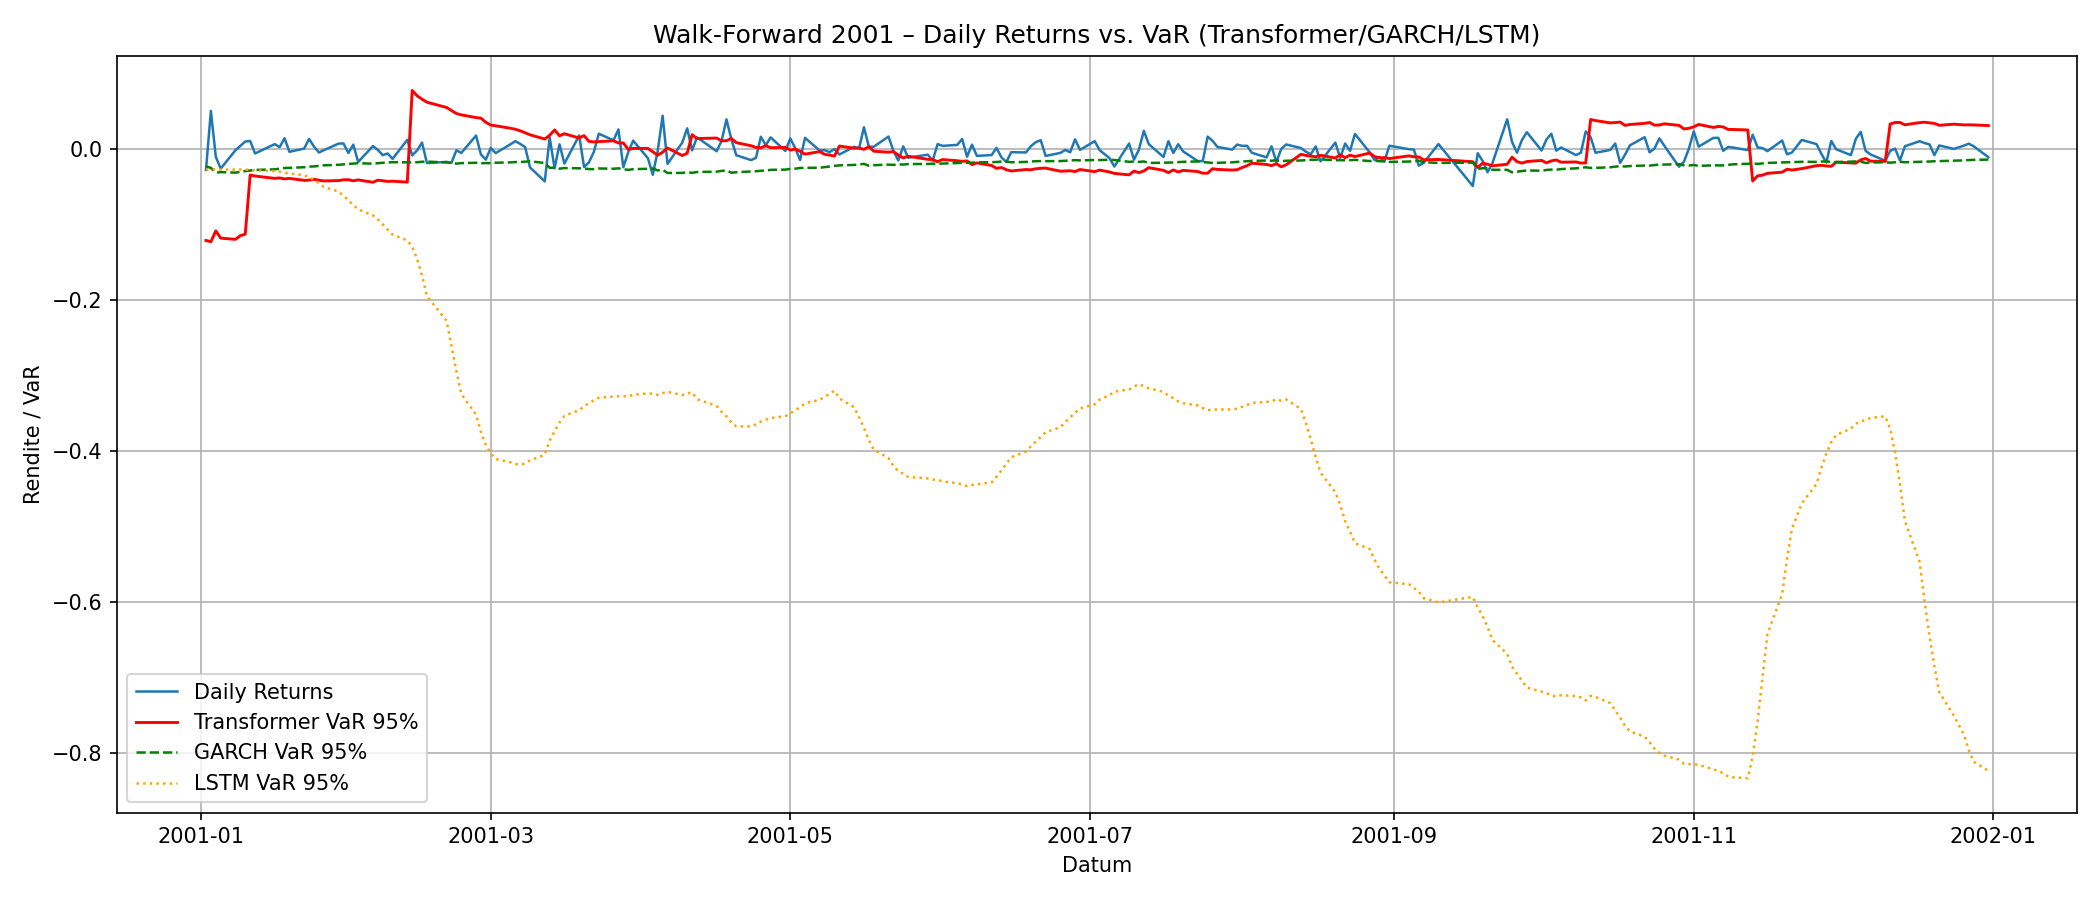 Walk-Forward 2001 – Daily Returns vs. VaR (Transformer/GARCH/LSTM)
Rendite / VaR
0.0
−0.2
−0.4
−0.6
−0.8
Daily Returns
Transformer VaR 95%
GARCH VaR 95%
LSTM VaR 95%
2001-01 2001-03 2001-05 2001-07 2001-09 2001-11 2002-01
Datum